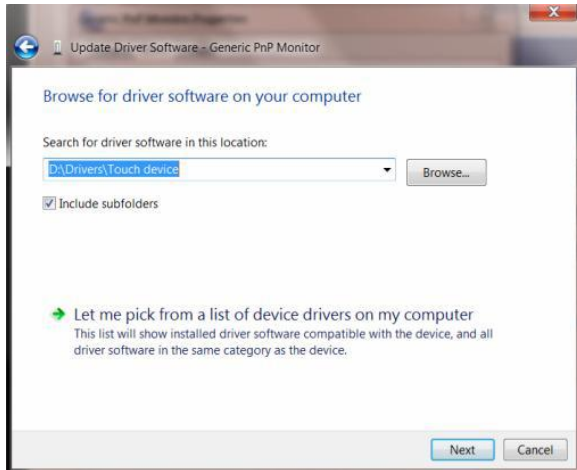 Update Driver Software - Generic PnP Monitor
Browse for driver software on your computer
Search for driver software in this location:
D:\Drivers\Touch device
Browse...
Include subfolders
Let me pick from a list of device drivers on my computer
This list will show installed driver software compatible with the device, and all
driver software in the same category as the device.
Next
Cancel